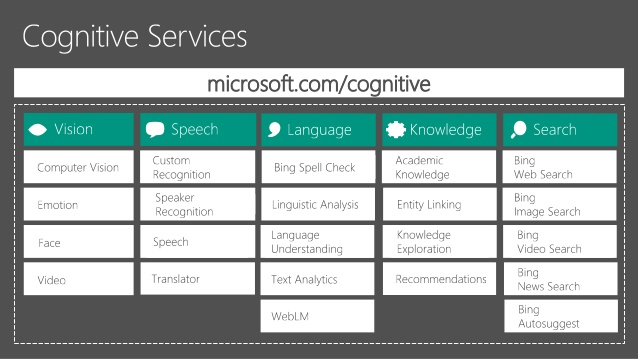 Cognitive Services
microsoft.com/cognitive
Vision
Computer Vision
Emotion
Face
Video
Speech
Custom
Recognition
Speaker
Recognition
Speech
Translator
Language
Bing Spell Check
Linguistic Analysis
Language
Understanding
Text Analytics
WebLM
Knowledge
Academic
Knowledge
Entity Linking
Knowledge
Exploration
Recommendations
Search
Bing
Web Search
Bing
Image Search
Bing
Video Search
Bing
News Search
Bing
Autosuggest